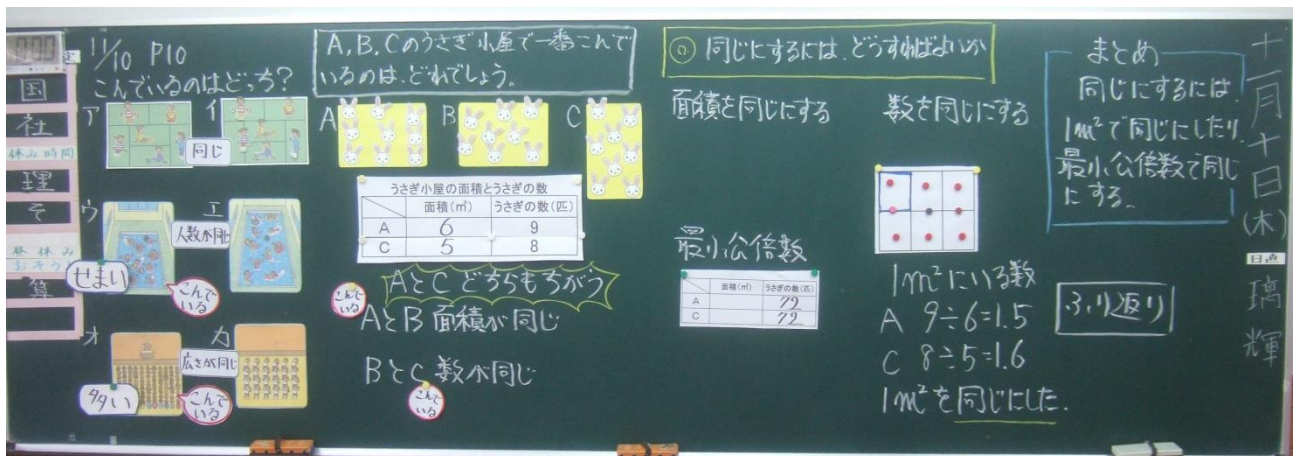 国
社
休み時間
理
そ
昼休み
おそうじ
算
11/10 P10
こんでいるのはどっち?
ア
イ
同じ
ウ
エ
人数が同じ
せまい
こんでいる
オ
カ
広さが同じ
多い
こんでいる
A,B,Cのうさぎ小屋で一番こんで
いるのは、どれでしょう。
A
B
C
うさぎ小屋の面積とうさぎの数
面積(㎡) うさぎの数(匹)
A 6 9
C 5 8
AとC どちらもちがう
こんでいる
AとB 面積が同じ
BとC 数が同じ
こんでいる
同じにするには、どうすればよいか
面積を同じにする
最小公倍数
面積(㎡) うさぎの数(匹)
A 72
C 72
数を同じにする
1m²にいる数
A 9÷6=1.5
C 8÷5=1.6
1m²を同じにした.
まとめ
同じにするには、
1m²で同じにしたり、
最小公倍数で同じ
にする。
ふり返り
十一月十日(木)
日直
璃輝